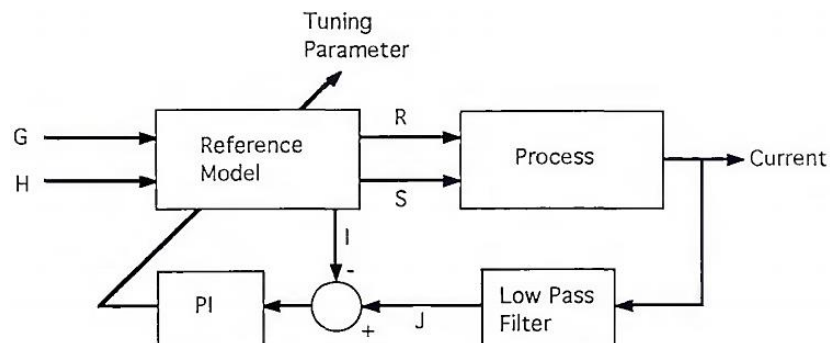 Tuning
Parameter
G
H
Reference
Model
R
S
Process
Current
I
-
+
J
PI
Low Pass
Filter